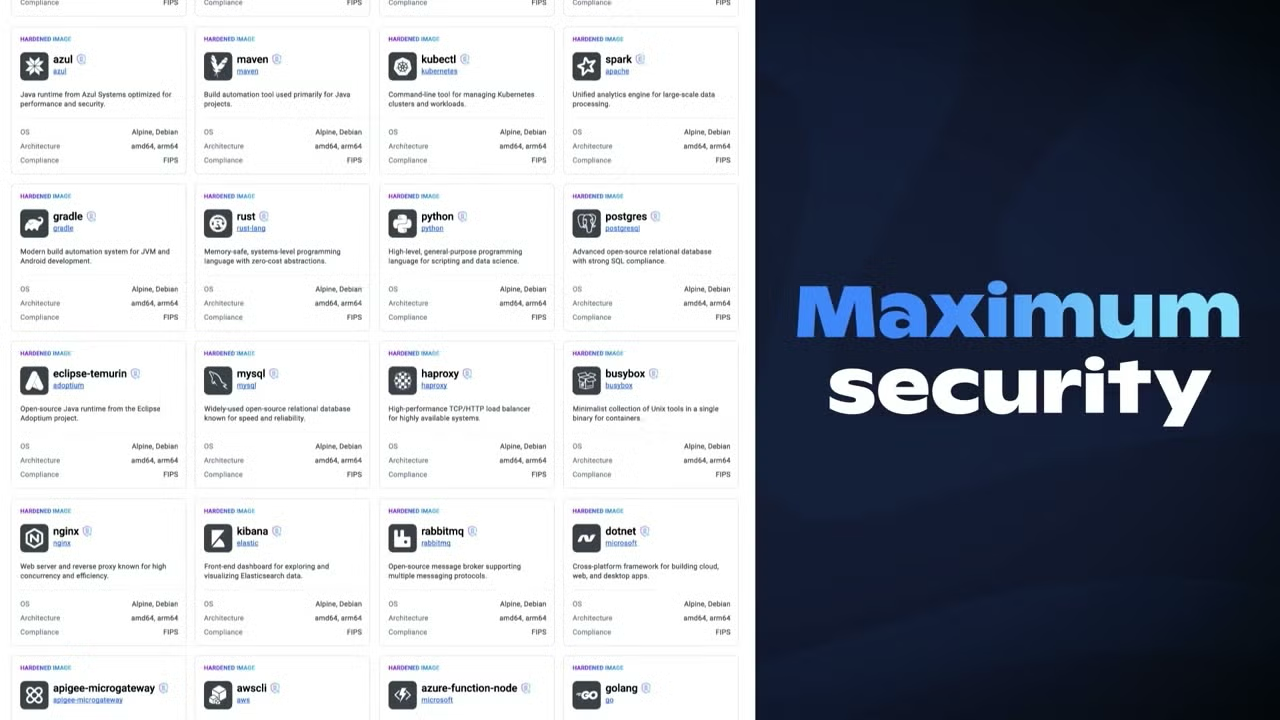 Compliance FIPS
Compliance FIPS
Compliance FIPS
Compliance FIPS
HARDENED IMAGE
azul
azul
Java runtime from Azul Systems optimized for
performance and security.
OS Alpine, Debian
Architecture amd64, arm64
Compliance FIPS
HARDENED IMAGE
maven
maven
Build automation tool used primarily for Java
projects.
OS Alpine, Debian
Architecture amd64, arm64
Compliance FIPS
HARDENED IMAGE
kubectl
kubernetes
Command-line tool for managing Kubernetes
clusters and workloads.
OS Alpine, Debian
Architecture amd64, arm64
Compliance FIPS
HARDENED IMAGE
spark
apache
Unified analytics engine for large-scale data
processing.
OS Alpine, Debian
Architecture amd64, arm64
Compliance FIPS
HARDENED IMAGE
gradle
gradle
Modern build automation system for JVM and
Android development.
OS Alpine, Debian
Architecture amd64, arm64
Compliance FIPS
HARDENED IMAGE
rust
rust-lang
Memory-safe, systems-level programming
language with zero-cost abstractions.
OS Alpine, Debian
Architecture amd64, arm64
Compliance FIPS
HARDENED IMAGE
python
python
High-level, general-purpose programming
language for scripting and data science.
OS Alpine, Debian
Architecture amd64, arm64
Compliance FIPS
HARDENED IMAGE
postgres
postgresql
Advanced open-source relational database
with strong SQL compliance.
OS Alpine, Debian
Architecture amd64, arm64
Compliance FIPS
HARDENED IMAGE
eclipse-temurin
adoptium
Open-source Java runtime from the Eclipse
Adoptium project.
OS Alpine, Debian
Architecture amd64, arm64
Compliance FIPS
HARDENED IMAGE
mysql
mysql
Widely-used open-source relational database
known for speed and reliability.
OS Alpine, Debian
Architecture amd64, arm64
Compliance FIPS
HARDENED IMAGE
haproxy
haproxy
High-performance TCP/HTTP load balancer
for highly available systems.
OS Alpine, Debian
Architecture amd64, arm64
Compliance FIPS
HARDENED IMAGE
busybox
busybox
Minimalist collection of Unix tools in a single
binary for containers.
OS Alpine, Debian
Architecture amd64, arm64
Compliance FIPS
HARDENED IMAGE
nginx
nginx
Web server and reverse proxy known for high
concurrency and efficiency.
OS Alpine, Debian
Architecture amd64, arm64
Compliance FIPS
HARDENED IMAGE
kibana
elastic
Front-end dashboard for exploring and
visualizing Elasticsearch data.
OS Alpine, Debian
Architecture amd64, arm64
Compliance FIPS
HARDENED IMAGE
rabbitmq
rabbitmq
Open-source message broker supporting
multiple messaging protocols.
OS Alpine, Debian
Architecture amd64, arm64
Compliance FIPS
HARDENED IMAGE
dotnet
microsoft
Cross-platform framework for building cloud,
web, and desktop apps.
OS Alpine, Debian
Architecture amd64, arm64
Compliance FIPS
HARDENED IMAGE
apigee-microgateway
apigee-microgateway
HARDENED IMAGE
awscli
aws
HARDENED IMAGE
azure-function-node
microsoft
HARDENED IMAGE
GO
golang
go
Maximum
security